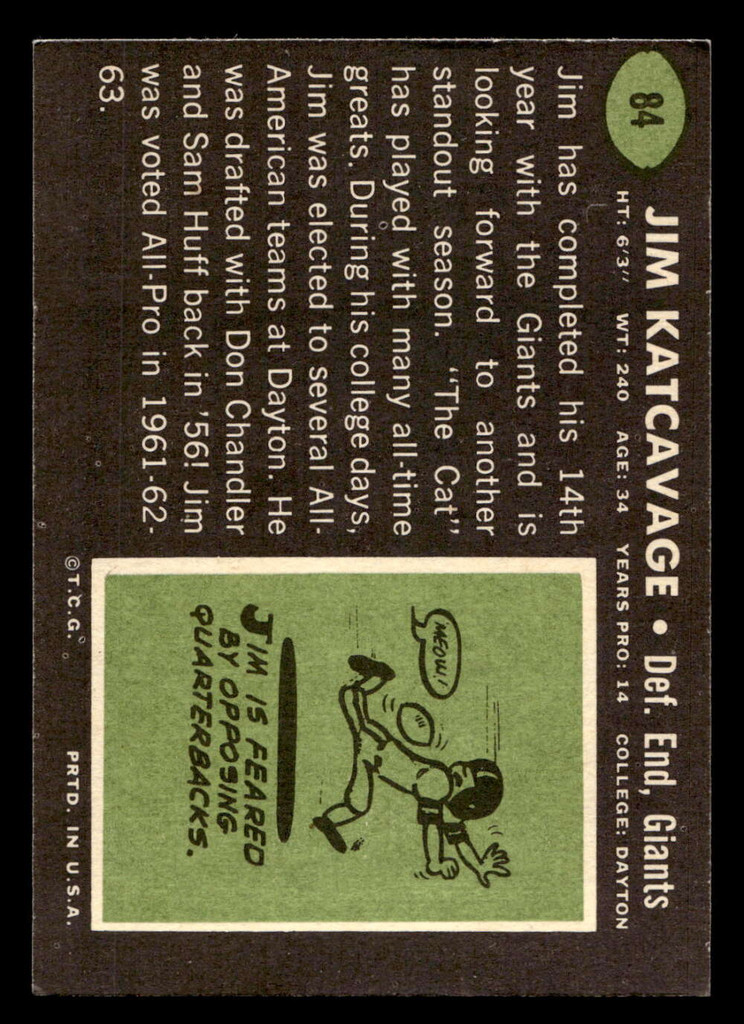 84
JIM KATCAVAGE • Def. End, Giants
HT: 6'3" WT: 240 AGE: 34 YEARS PRO: 14 COLLEGE: DAYTON
Jim has completed his 14th
year with the Giants and is
looking forward to another
standout season. "The Cat"
has played with many all-time
greats. During his college days,
Jim was elected to several All-
American teams at Dayton. He
was drafted with Don Chandler
and Sam Huff back in '56! Jim
was voted All-Pro in 1961-62-
63.
MEOW!
JIM IS FEARED
BY OPPOSING
QUARTERBACKS.
©T.C.G. PRTD. IN U.S.A.